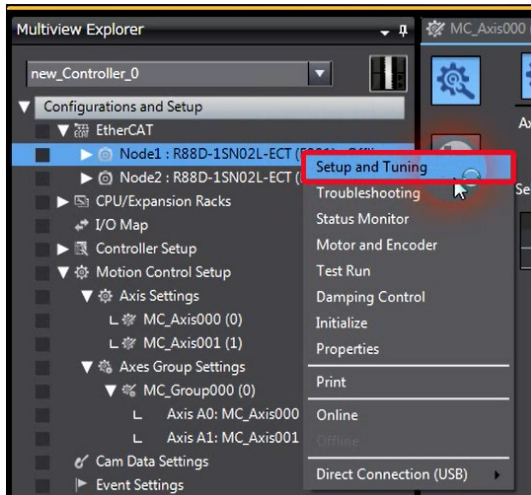 Multiview Explorer
MC_Axis000
new_Controller_0
Configurations and Setup
EtherCAT
Node1 : R88D-1SN02L-ECT
Node2 : R88D-1SN02L-ECT
CPU/Expansion Racks
I/O Map
Controller Setup
Motion Control Setup
Axis Settings
MC_Axis000 (0)
MC_Axis001 (1)
Axes Group Settings
MC_Group000 (0)
Axis A0: MC_Axis000
Axis A1: MC_Axis001
Cam Data Settings
Event Settings
Setup and Tuning
Troubleshooting
Status Monitor
Motor and Encoder
Test Run
Damping Control
Initialize
Properties
Print
Online
Offline
Direct Connection (USB)